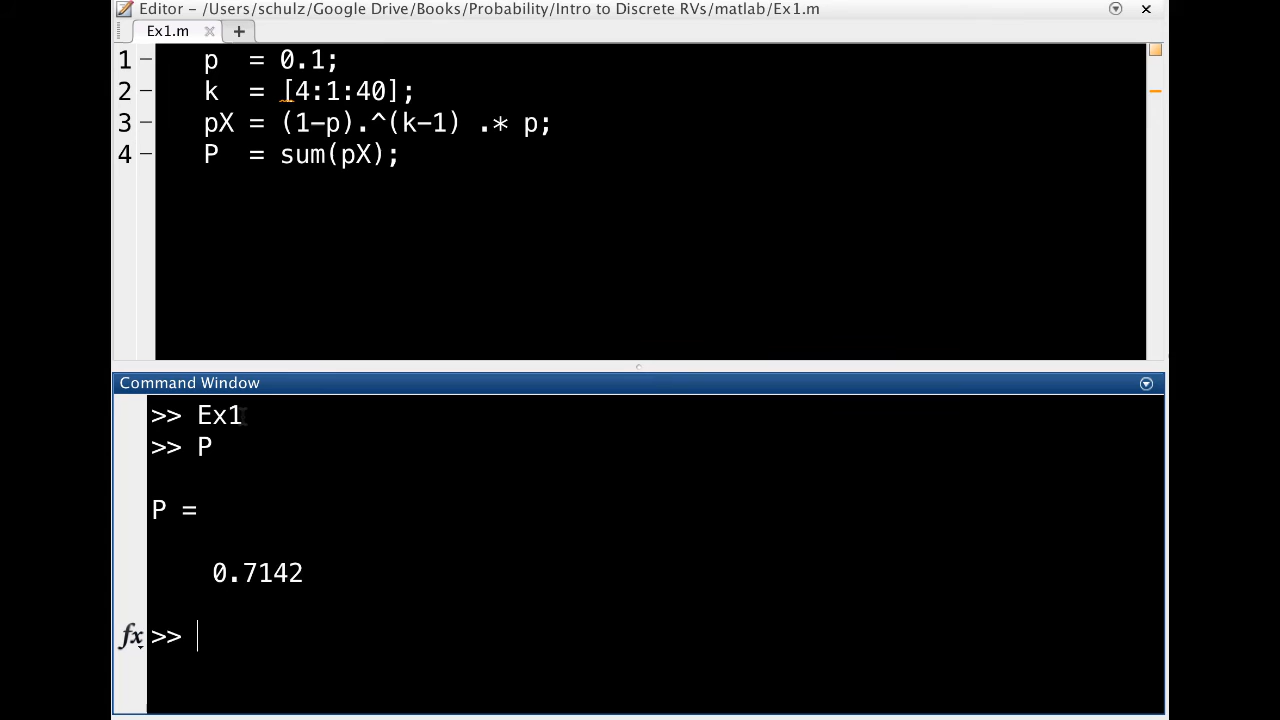 Editor – /Users/schulz/Google Drive/Books/Probability/Intro to Discrete RVs/matlab/Ex1.m
Ex1.m
1 p = 0.1;
2 k = [4:1:40];
3 pX = (1-p).^(k-1) .* p;
4 P = sum(pX);
Command Window
>> Ex1
>> P
P =
0.7142
fx >>